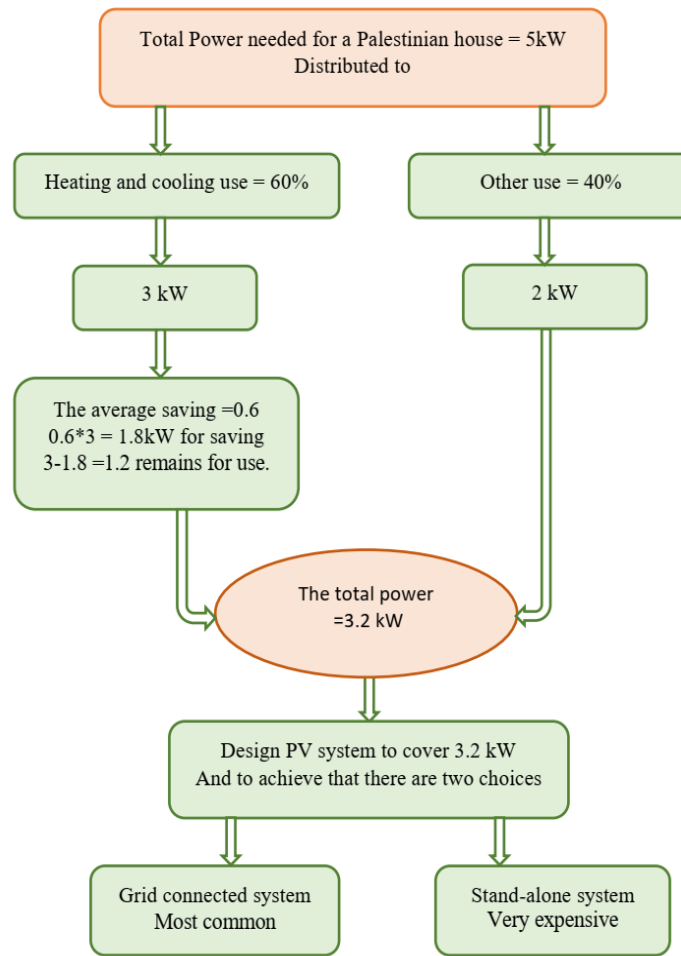 Total Power needed for a Palestinian house = 5kW
Distributed to
Heating and cooling use = 60%
Other use = 40%
3 kW
2 kW
The average saving =0.6
0.6*3 = 1.8kW for saving
3-1.8 =1.2 remains for use.
The total power
=3.2 kW
Design PV system to cover 3.2 kW
And to achieve that there are two choices
Grid connected system
Most common
Stand-alone system
Very expensive